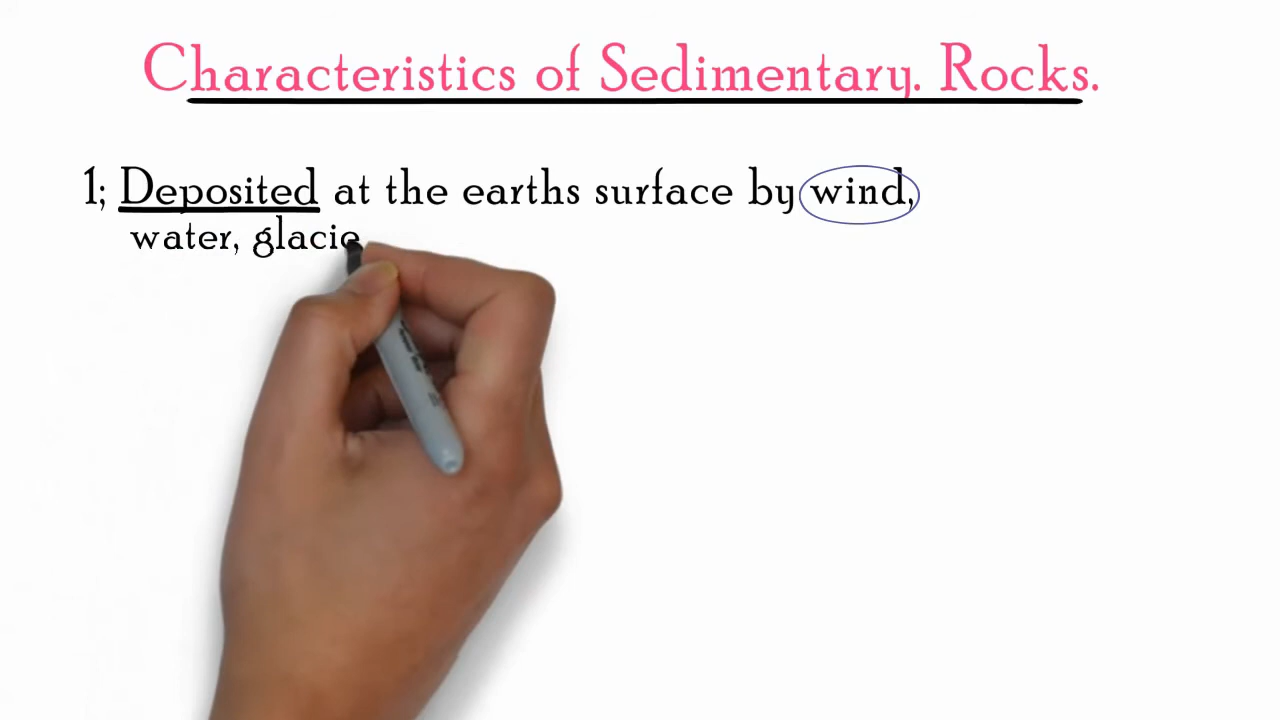 Characteristics of Sedimentary. Rocks.
1; Deposited at the earths surface by wind,
water, glacie